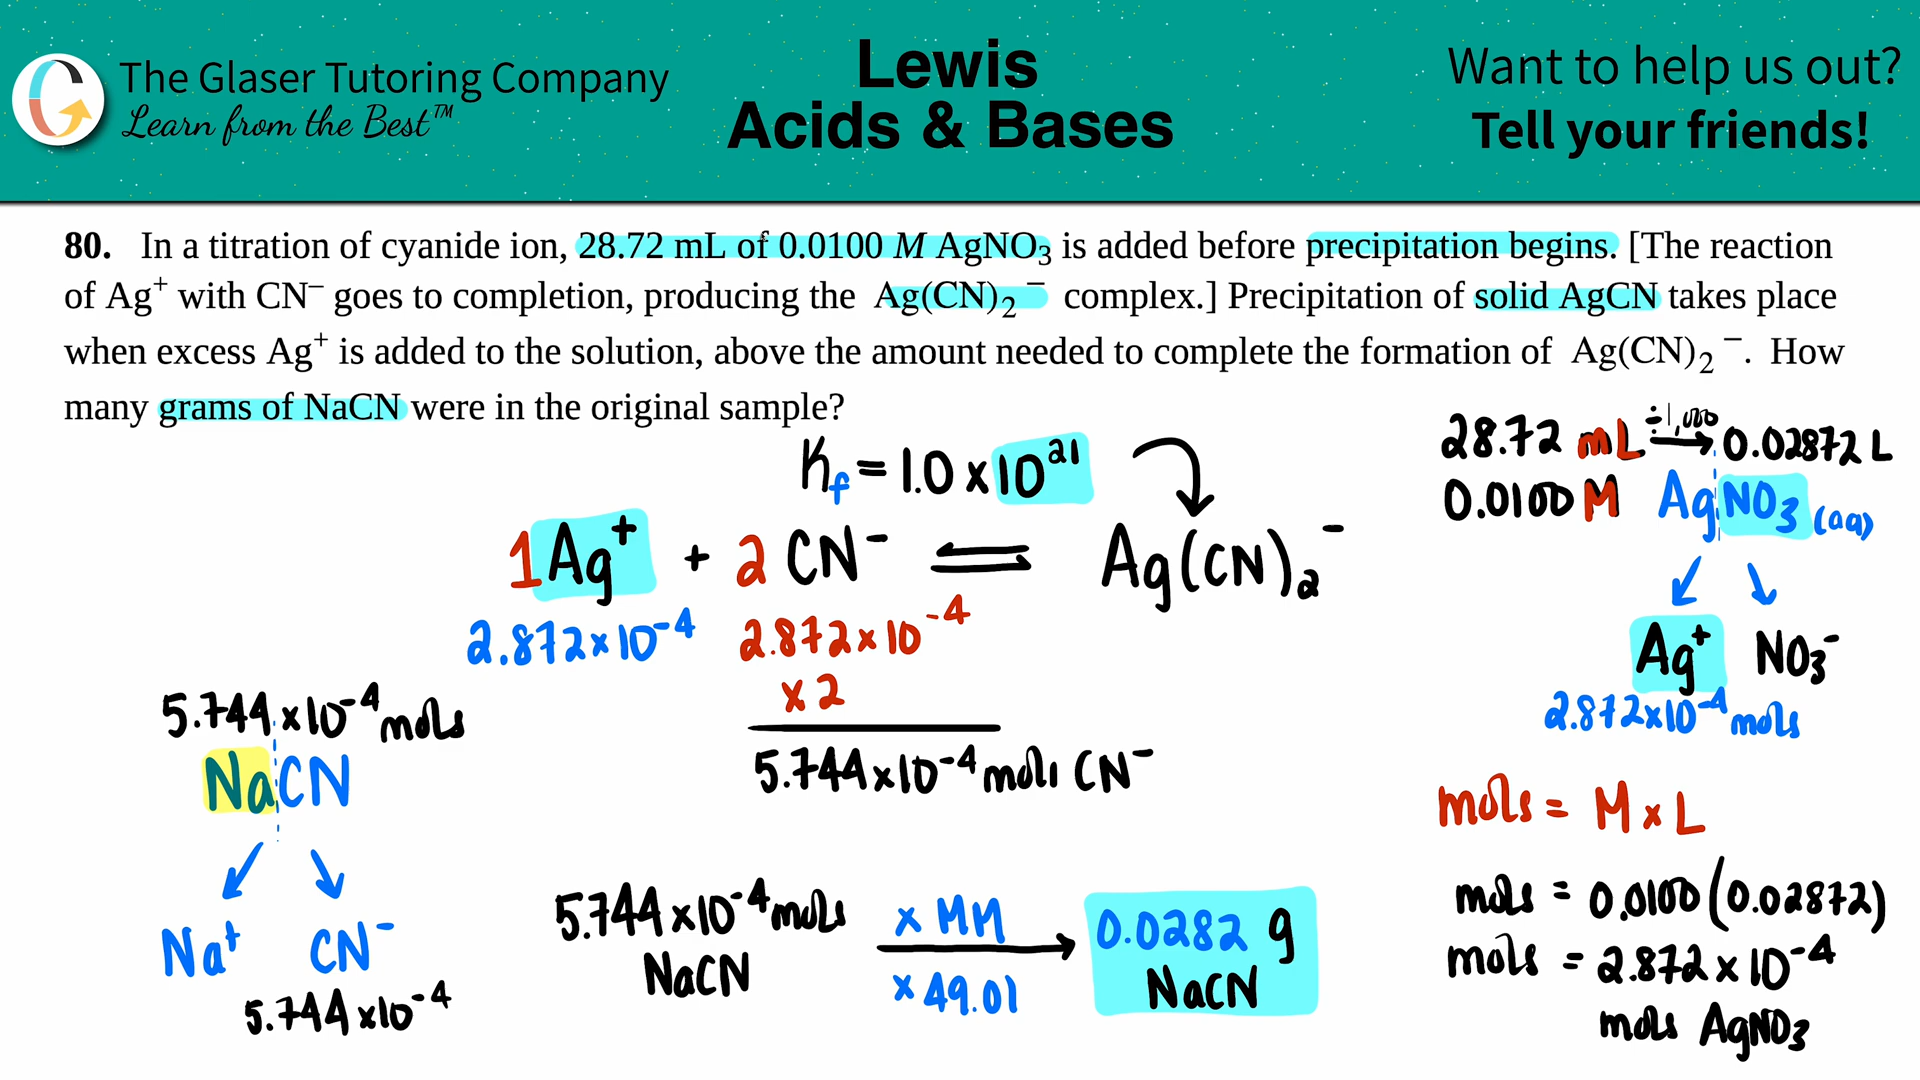 The Glaser Tutoring Company
Learn from the Best™
Lewis
Acids & Bases
Want to help us out?
Tell your friends!
80. In a titration of cyanide ion, 28.72 mL of 0.0100 M AgNO₃ is added before precipitation begins. [The reaction
of Ag⁺ with CN⁻ goes to completion, producing the Ag(CN)₂⁻ complex.] Precipitation of solid AgCN takes place
when excess Ag⁺ is added to the solution, above the amount needed to complete the formation of Ag(CN)₂⁻. How
many grams of NaCN were in the original sample?
28.72 mL ÷1,000 → 0.02872 L
0.0100 M AgNO₃ (aq)
Ag⁺ NO₃⁻
2.872×10⁻⁴ mols
mols = M × L
mols = 0.0100(0.02872)
mols = 2.872×10⁻⁴
mols AgNO₃
K_f = 1.0 × 10²¹
1Ag⁺ + 2 CN⁻ ⇌ Ag(CN)₂⁻
2.872×10⁻⁴ 2.872×10⁻⁴
×2
5.744×10⁻⁴ mols CN⁻
5.744×10⁻⁴ mols
NaCN
Na⁺ CN⁻
5.744×10⁻⁴
5.744×10⁻⁴ mols
NaCN
× MM
× 49.01
0.0282 g
NaCN